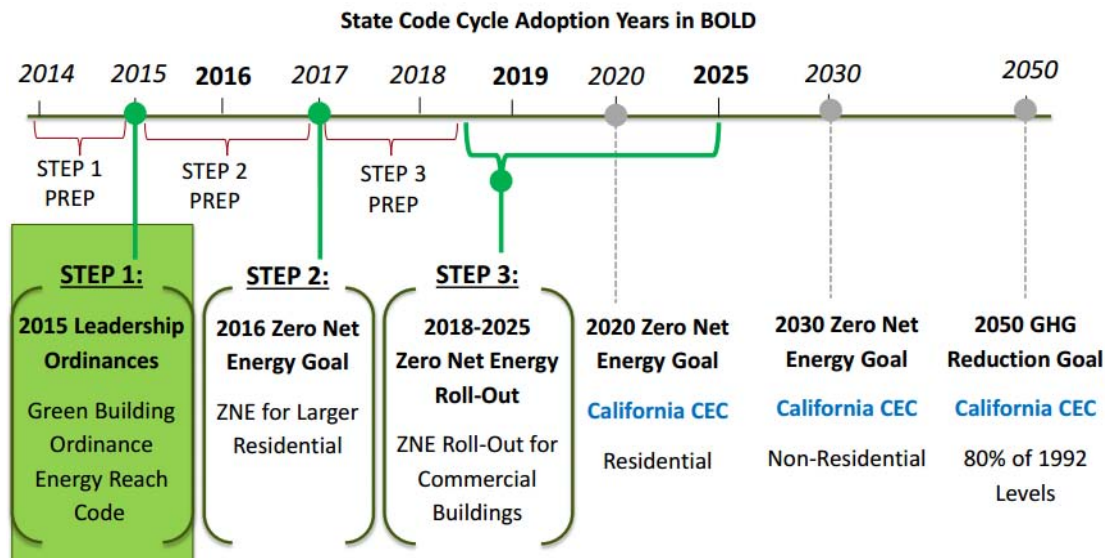 State Code Cycle Adoption Years in BOLD
2014 2015 2016 2017 2018 2019 2020 2025 2030 2050
STEP 1
PREP
STEP 2
PREP
STEP 3
PREP
STEP 1:
2015 Leadership
Ordinances
Green Building
Ordinance
Energy Reach
Code
STEP 2:
2016 Zero Net
Energy Goal
ZNE for Larger
Residential
STEP 3:
2018-2025
Zero Net Energy
Roll-Out
ZNE Roll-Out for
Commercial
Buildings
2020 Zero Net
Energy Goal
California CEC
Residential
2030 Zero Net
Energy Goal
California CEC
Non-Residential
2050 GHG
Reduction Goal
California CEC
80% of 1992
Levels